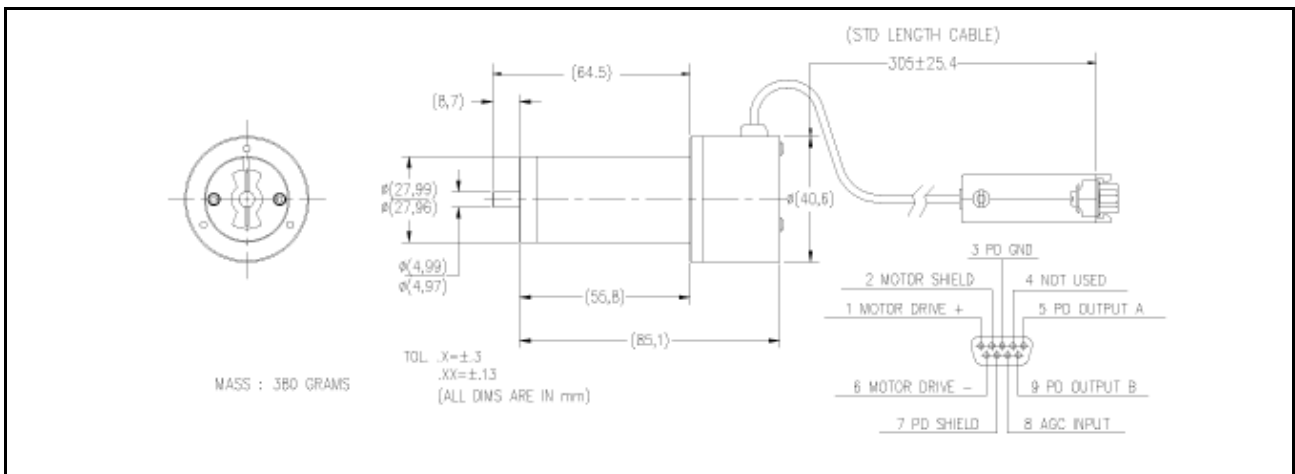 (STD LENGTH CABLE)
305±25.4
(64.5)
(8,7)
ø(27,99)
ø(27,96)
ø(40,6)
ø(4,99)
ø(4,97)
(55,8)
(85,1)
3 PD GND
2 MOTOR SHIELD
4 NOT USED
1 MOTOR DRIVE +
5 PD OUTPUT A
TOL. .X=±.3
.XX=±.13
(ALL DIMS ARE IN mm)
MASS : 380 GRAMS
6 MOTOR DRIVE -
9 PD OUTPUT B
7 PD SHIELD
8 AGC INPUT